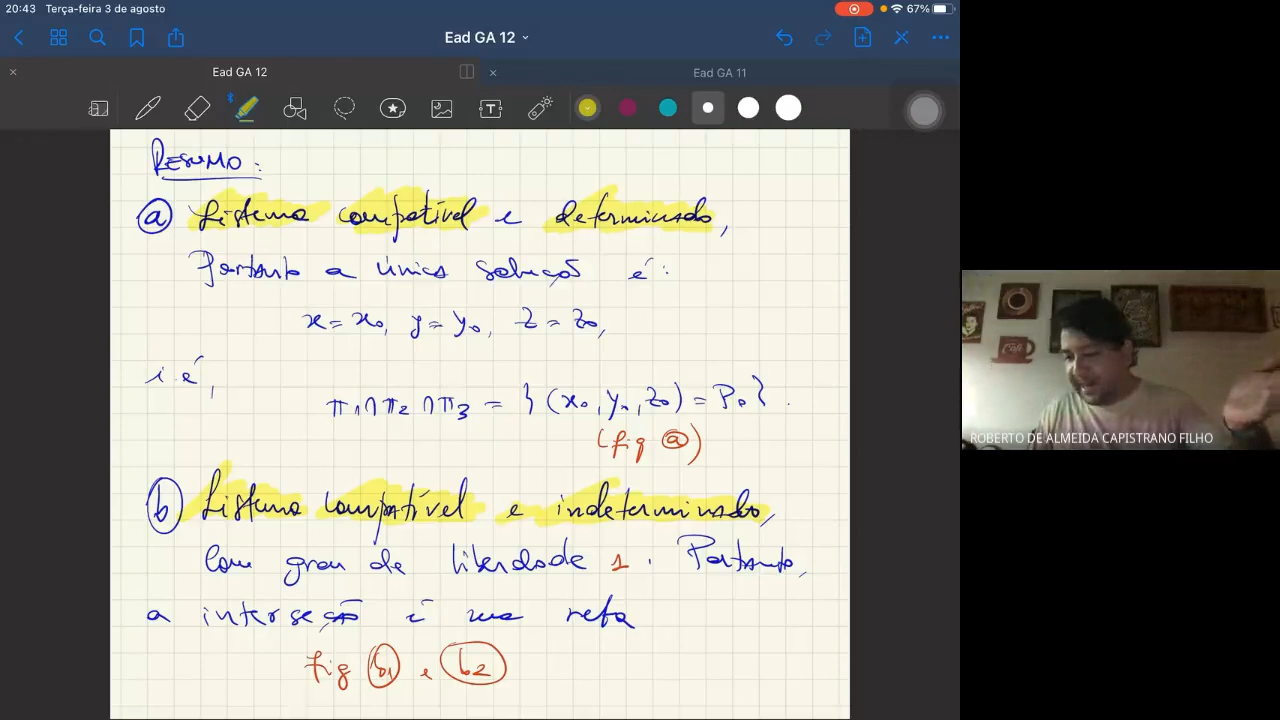 20:43 Terça-feira 3 de agosto 67%
Ead GA 12
Ead GA 12 Ead GA 11
RESUMO:
(a) Sistema compatível e determinado,
Portanto a única solução é:
x = x₀, y = y₀, z = z₀,
i.é,
π₁∩π₂∩π₃ = {(x₀, y₀, z₀) = P₀}.
(fig (a))
(b) Sistema compatível e indeterminado,
Com grau de liberdade 1. Portanto,
a interseção é uma reta
fig (b1) e (b2)
Café
ROBERTO DE ALMEIDA CAPISTRANO FILHO